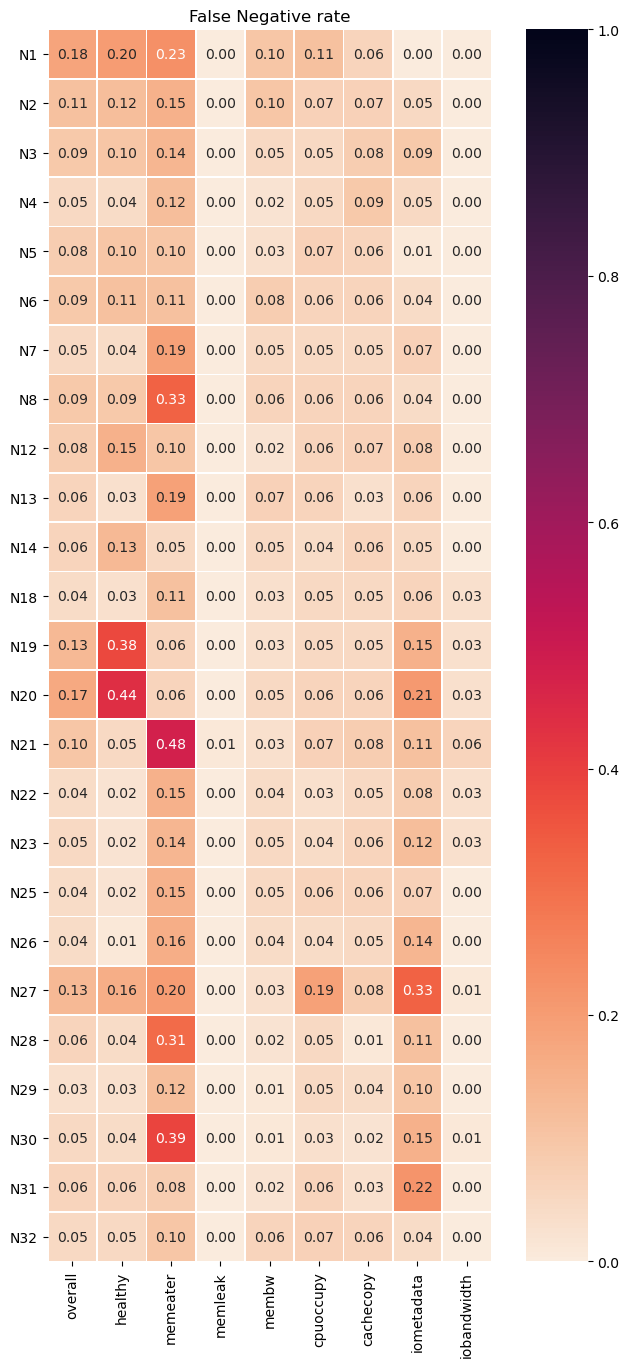 False Negative rate
N1 0.18 0.20 0.23 0.00 0.10 0.11 0.06 0.00 0.00
N2 0.11 0.12 0.15 0.00 0.10 0.07 0.07 0.05 0.00
N3 0.09 0.10 0.14 0.00 0.05 0.05 0.08 0.09 0.00
N4 0.05 0.04 0.12 0.00 0.02 0.05 0.09 0.05 0.00
N5 0.08 0.10 0.10 0.00 0.03 0.07 0.06 0.01 0.00
N6 0.09 0.11 0.11 0.00 0.08 0.06 0.06 0.04 0.00
N7 0.05 0.04 0.19 0.00 0.05 0.05 0.05 0.07 0.00
N8 0.09 0.09 0.33 0.00 0.06 0.06 0.06 0.04 0.00
N12 0.08 0.15 0.10 0.00 0.02 0.06 0.07 0.08 0.00
N13 0.06 0.03 0.19 0.00 0.07 0.06 0.03 0.06 0.00
N14 0.06 0.13 0.05 0.00 0.05 0.04 0.06 0.05 0.00
N18 0.04 0.03 0.11 0.00 0.03 0.05 0.05 0.06 0.03
N19 0.13 0.38 0.06 0.00 0.03 0.05 0.05 0.15 0.03
N20 0.17 0.44 0.06 0.00 0.05 0.06 0.06 0.21 0.03
N21 0.10 0.05 0.48 0.01 0.03 0.07 0.08 0.11 0.06
N22 0.04 0.02 0.15 0.00 0.04 0.03 0.05 0.08 0.03
N23 0.05 0.02 0.14 0.00 0.05 0.04 0.06 0.12 0.03
N25 0.04 0.02 0.15 0.00 0.05 0.06 0.06 0.07 0.00
N26 0.04 0.01 0.16 0.00 0.04 0.04 0.05 0.14 0.00
N27 0.13 0.16 0.20 0.00 0.03 0.19 0.08 0.33 0.01
N28 0.06 0.04 0.31 0.00 0.02 0.05 0.01 0.11 0.00
N29 0.03 0.03 0.12 0.00 0.01 0.05 0.04 0.10 0.00
N30 0.05 0.04 0.39 0.00 0.01 0.03 0.02 0.15 0.01
N31 0.06 0.06 0.08 0.00 0.02 0.06 0.03 0.22 0.00
N32 0.05 0.05 0.10 0.00 0.06 0.07 0.06 0.04 0.00
overall healthy memeater memleak membw cpuoccupy cachecopy iometadata iobandwidth
1.0
0.8
0.6
0.4
0.2
0.0